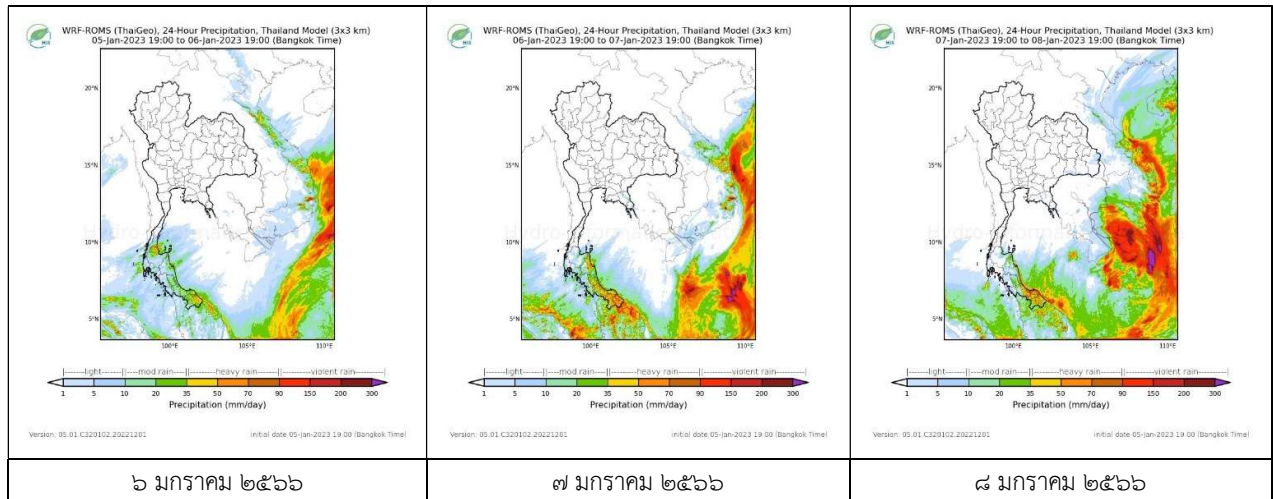 WRF-ROMS (ThaiGeo), 24-Hour Precipitation, Thailand Model (3x3 km)
05-Jan-2023 19:00 to 06-Jan-2023 19:00 (Bangkok Time)
20°N
15°N
10°N
5°N
100°E 105°E 110°E
|--------light-------||----mod rain----||---------heavy rain---------||---------violent rain--------
1 5 10 20 35 50 70 90 150 200 300
Precipitation (mm/day)
Version: 05.01.C320102.20221201 initial date 05-Jan-2023 19:00 (Bangkok Time)
๖ มกราคม ๒๕๖๖
WRF-ROMS (ThaiGeo), 24-Hour Precipitation, Thailand Model (3x3 km)
06-Jan-2023 19:00 to 07-Jan-2023 19:00 (Bangkok Time)
20°N
15°N
10°N
5°N
100°E 105°E 110°E
|--------light-------||----mod rain----||---------heavy rain---------||---------violent rain--------
1 5 10 20 35 50 70 90 150 200 300
Precipitation (mm/day)
Version: 05.01.C320102.20221201 initial date 05-Jan-2023 19:00 (Bangkok Time)
๗ มกราคม ๒๕๖๖
WRF-ROMS (ThaiGeo), 24-Hour Precipitation, Thailand Model (3x3 km)
07-Jan-2023 19:00 to 08-Jan-2023 19:00 (Bangkok Time)
20°N
15°N
10°N
5°N
100°E 105°E 110°E
|--------light-------||----mod rain----||---------heavy rain---------||---------violent rain--------
1 5 10 20 35 50 70 90 150 200 300
Precipitation (mm/day)
Version: 05.01.C320102.20221201 initial date 05-Jan-2023 19:00 (Bangkok Time)
๘ มกราคม ๒๕๖๖